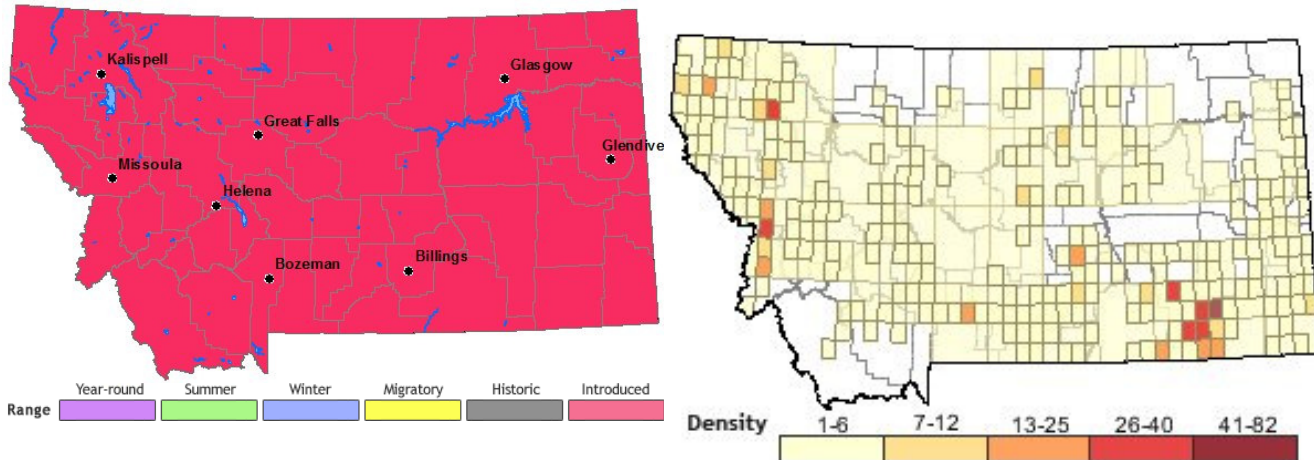 Kalispell
Glasgow
Great Falls
Glendive
Missoula
Helena
Bozeman
Billings
Range Year-round Summer Winter Migratory Historic Introduced
Density 1-6 7-12 13-25 26-40 41-82